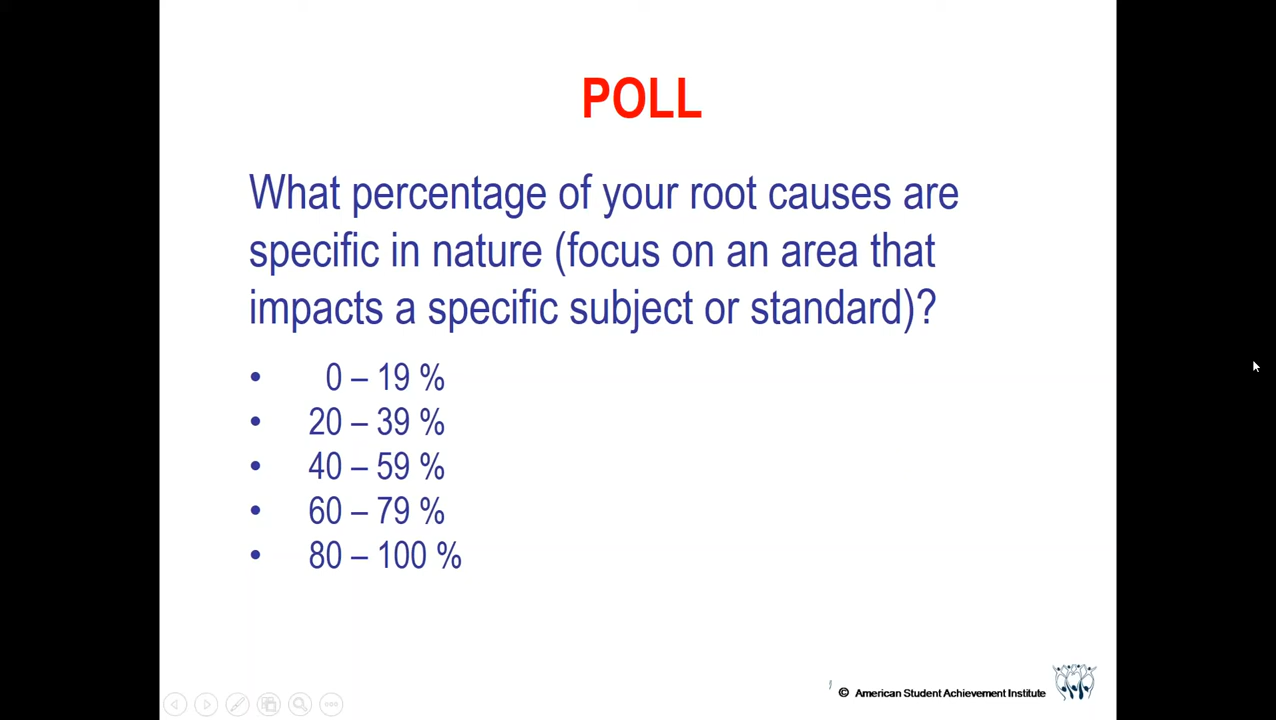 POLL
What percentage of your root causes are
specific in nature (focus on an area that
impacts a specific subject or standard)?
• 0 – 19 %
• 20 – 39 %
• 40 – 59 %
• 60 – 79 %
• 80 – 100 %
© American Student Achievement Institute